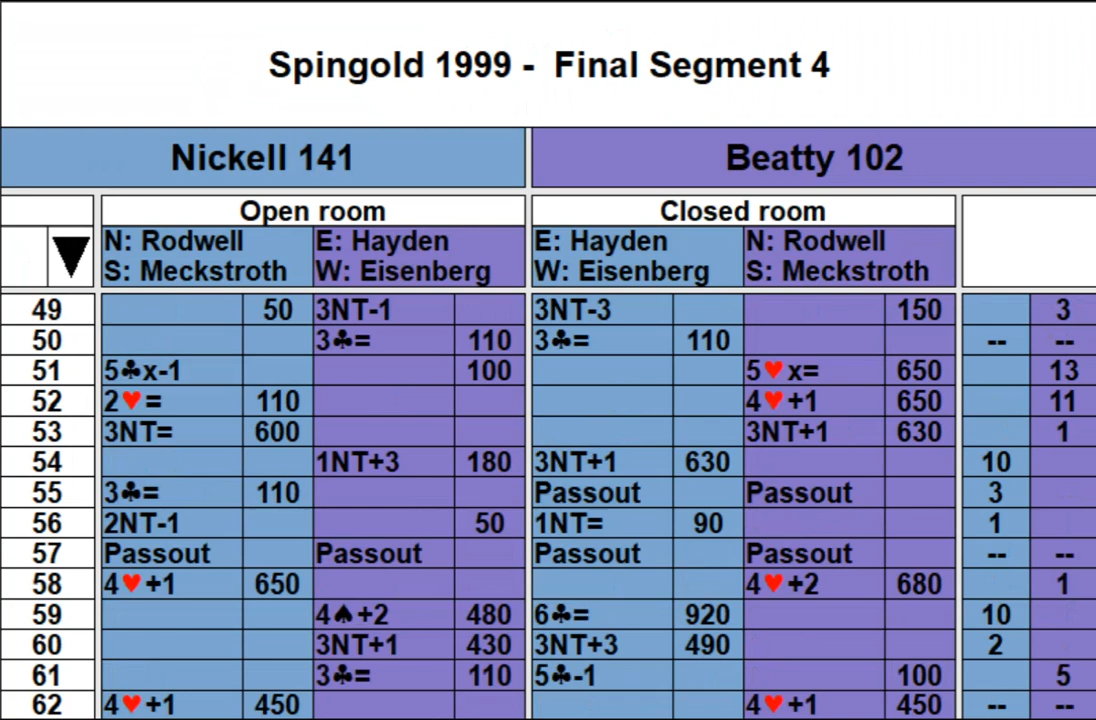 Spingold 1999 - Final Segment 4
Nickell 141 Beatty 102
Open room Closed room
▼ N: Rodwell E: Hayden E: Hayden N: Rodwell
S: Meckstroth W: Eisenberg W: Eisenberg S: Meckstroth
49 50 3NT-1 3NT-3 150 3
50 3♣= 110 3♣= 110 -- --
51 5♣x-1 100 5♥x= 650 13
52 2♥= 110 4♥+1 650 11
53 3NT= 600 3NT+1 630 1
54 1NT+3 180 3NT+1 630 10
55 3♣= 110 Passout Passout 3
56 2NT-1 50 1NT= 90 1
57 Passout Passout Passout Passout -- --
58 4♥+1 650 4♥+2 680 1
59 4♠+2 480 6♣= 920 10
60 3NT+1 430 3NT+3 490 2
61 3♣= 110 5♣-1 100 5
62 4♥+1 450 4♥+1 450 -- --